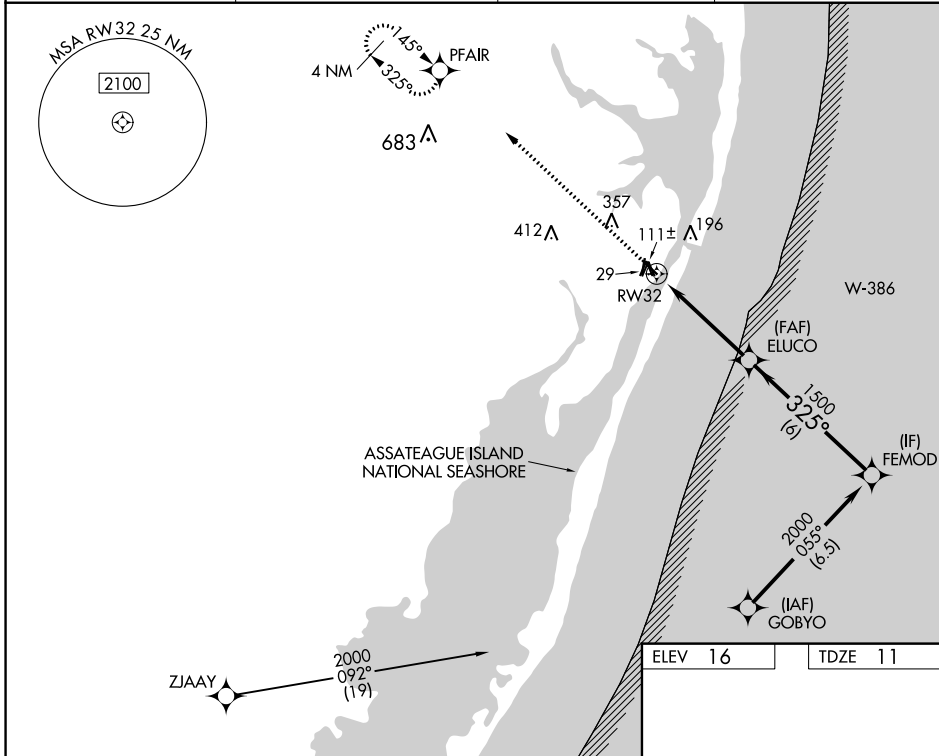 MSA RW32 25 NM
2100
145°
325°
4 NM
PFAIR
683
357
412
111±
196
29
RW32
W-386
(FAF)
ELUCO
1500
325°
(6)
(IF)
FEMOD
ASSATEAGUE ISLAND
NATIONAL SEASHORE
2000
055°
(6.5)
(IAF)
GOBYO
2000
092°
(19)
ZJAAY
ELEV 16
TDZE 11